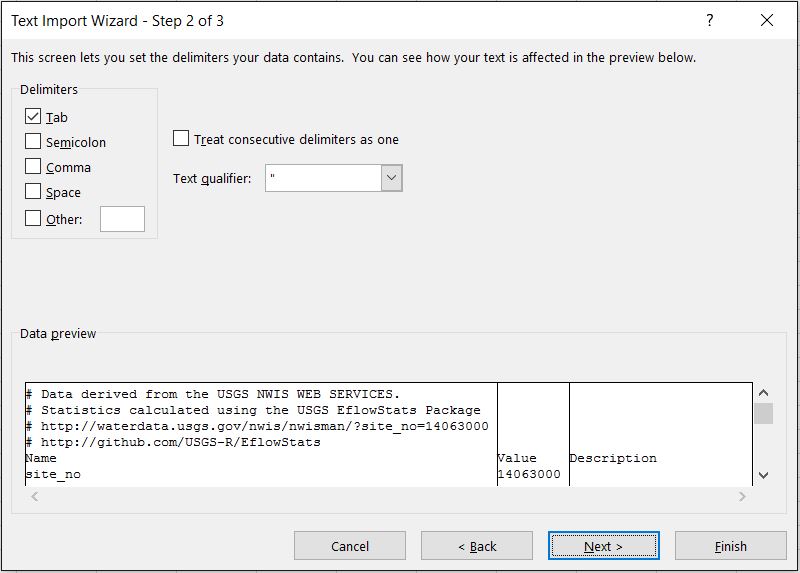 Text Import Wizard - Step 2 of 3 ?
This screen lets you set the delimiters your data contains. You can see how your text is affected in the preview below.
Delimiters
Tab
Semicolon
Comma
Space
Other:
Treat consecutive delimiters as one
Text qualifier: "
Data preview
# Data derived from the USGS NWIS WEB SERVICES.
# Statistics calculated using the USGS EflowStats Package
# http://waterdata.usgs.gov/nwis/nwisman/?site_no=14063000
# http://github.com/USGS-R/EflowStats
Name Value Description
site_no 14063000
Cancel < Back Next > Finish